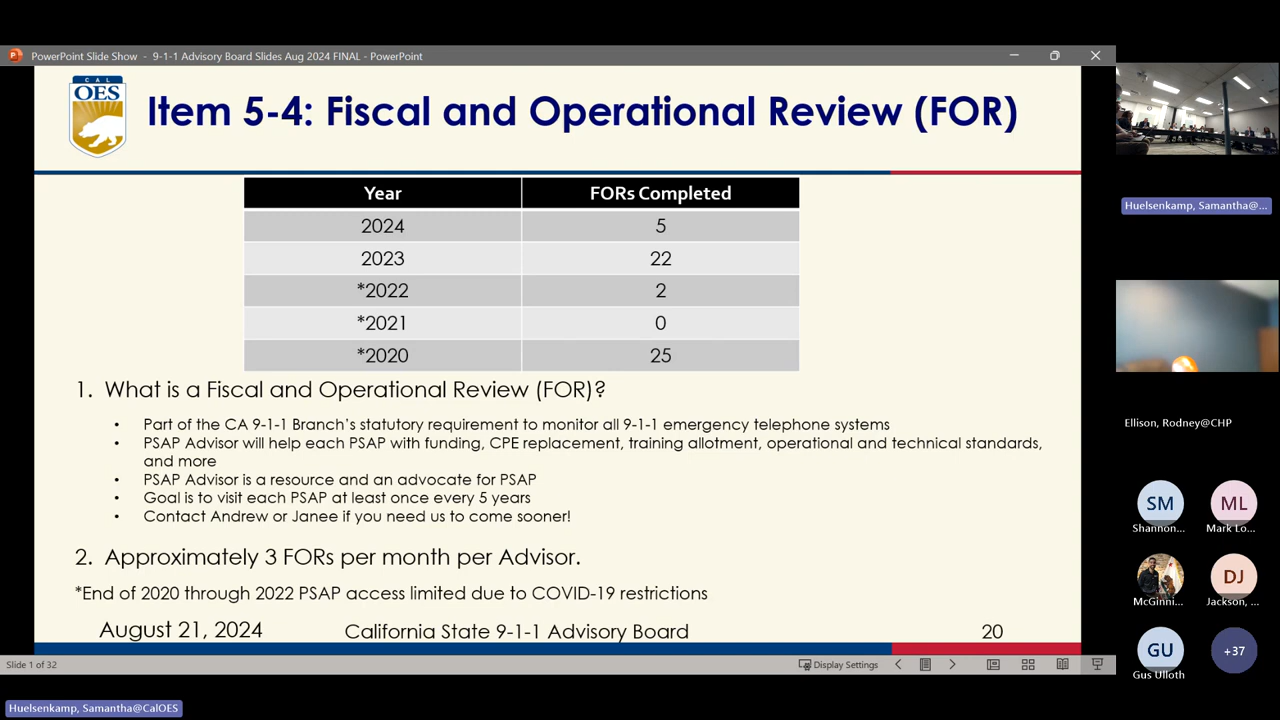 PowerPoint Slide Show - 9-1-1 Advisory Board Slides Aug 2024 FINAL - PowerPoint
CAL
OES
Item 5-4: Fiscal and Operational Review (FOR)
Year FORs Completed
2024 5
2023 22
*2022 2
*2021 0
*2020 25
1. What is a Fiscal and Operational Review (FOR)?
• Part of the CA 9-1-1 Branch's statutory requirement to monitor all 9-1-1 emergency telephone systems
• PSAP Advisor will help each PSAP with funding, CPE replacement, training allotment, operational and technical standards,
and more
• PSAP Advisor is a resource and an advocate for PSAP
• Goal is to visit each PSAP at least once every 5 years
• Contact Andrew or Janee if you need us to come sooner!
2. Approximately 3 FORs per month per Advisor.
*End of 2020 through 2022 PSAP access limited due to COVID-19 restrictions
August 21, 2024 California State 9-1-1 Advisory Board 20
Slide 1 of 32
Display Settings
Huelsenkamp, Samantha@CalOES
Huelsenkamp, Samantha@...
Ellison, Rodney@CHP
SM ML
Shannon... Mark Lo...
DJ
McGinni... Jackson, ...
GU +37
Gus Ulloth